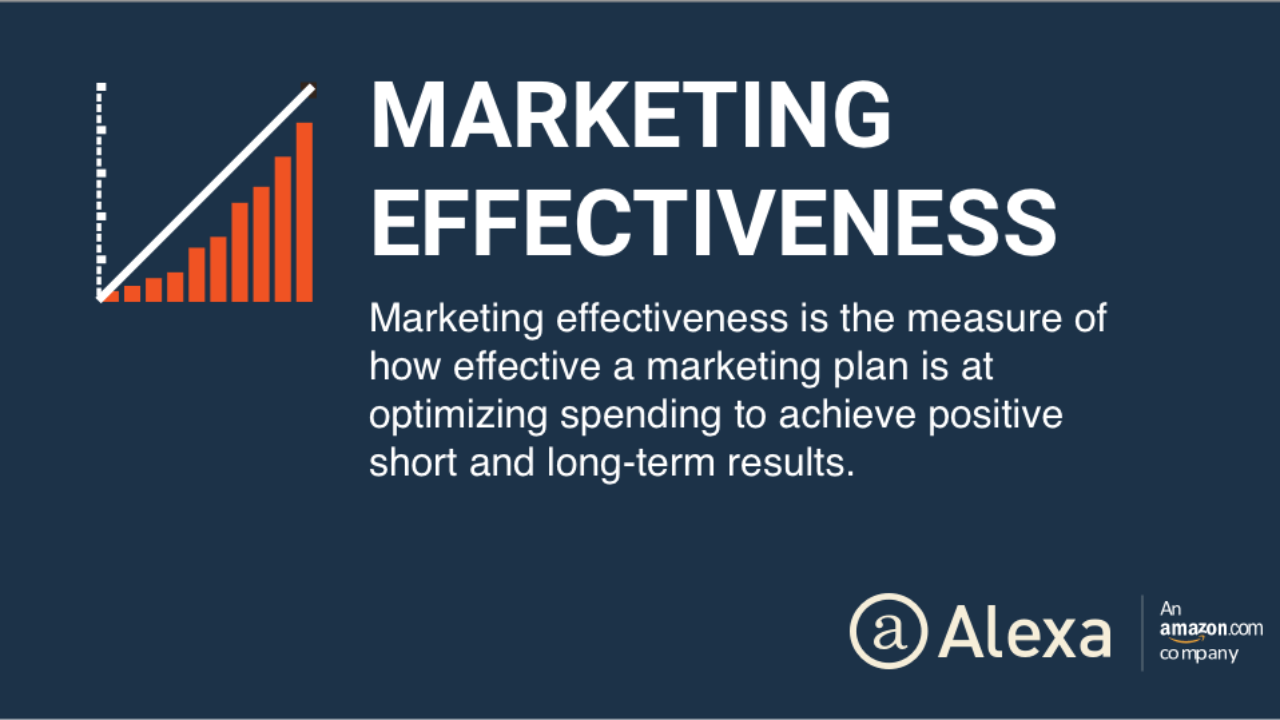 MARKETING
EFFECTIVENESS
Marketing effectiveness is the measure of
how effective a marketing plan is at
optimizing spending to achieve positive
short and long-term results.
a Alexa
An
amazon.com
company